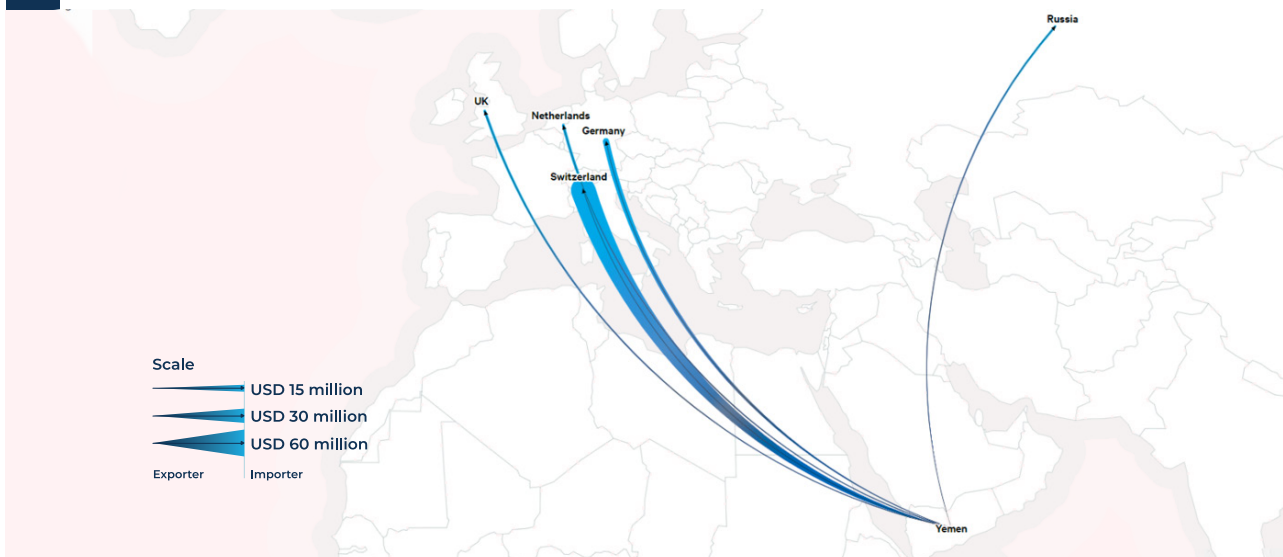 Russia
UK
Netherlands
Germany
Switzerland
Scale
USD 15 million
USD 30 million
USD 60 million
Exporter Importer
Yemen